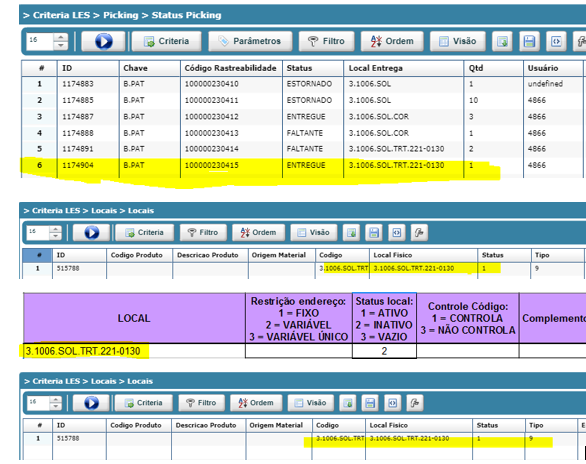 > Criteria LES > Picking > Status Picking
16 Criteria Parâmetros Filtro Ordem Visão
# ID Chave Código Rastreabilidade Status Local Entrega Qtd Usuário
1 1174883 B.PAT 100000230410 ESTORNADO 3.1006.SOL 1 undefined
2 1174885 B.PAT 100000230411 ESTORNADO 3.1006.SOL 10 4866
3 1174887 B.PAT 100000230412 ENTREGUE 3.1006.SOL.COR 3 4866
4 1174888 B.PAT 100000230413 FALTANTE 3.1006.SOL.COR 1 4866
5 1174891 B.PAT 100000230414 FALTANTE 3.1006.SOL.TRT.221-0130 2 4866
6 1174904 B.PAT 100000230415 ENTREGUE 3.1006.SOL.TRT.221-0130 1 4866
> Criteria LES > Locais > Locais
16 Criteria Filtro Ordem Visão
# ID Codigo Produto Descricao Produto Origem Material Codigo Local Fisico Status Tipo
1 515788 3.1006.SOL.TRT 3.1006.SOL.TRT.221-0130 1 9
LOCAL
Restrição endereço:
1 = FIXO
2 = VARIÁVEL
3 = VARIÁVEL ÚNICO
Status local:
1 = ATIVO
2 = INATIVO
3 = VAZIO
Controle Código:
1 = CONTROLA
3 = NÃO CONTROLA
Complemento
3.1006.SOL.TRT.221-0130 2
> Criteria LES > Locais > Locais
16 Criteria Filtro Ordem Visão
# ID Codigo Produto Descricao Produto Origem Material Codigo Local Fisico Status Tipo E
1 515788 3.1006.SOL.TRT 3.1006.SOL.TRT.221-0130 1 9